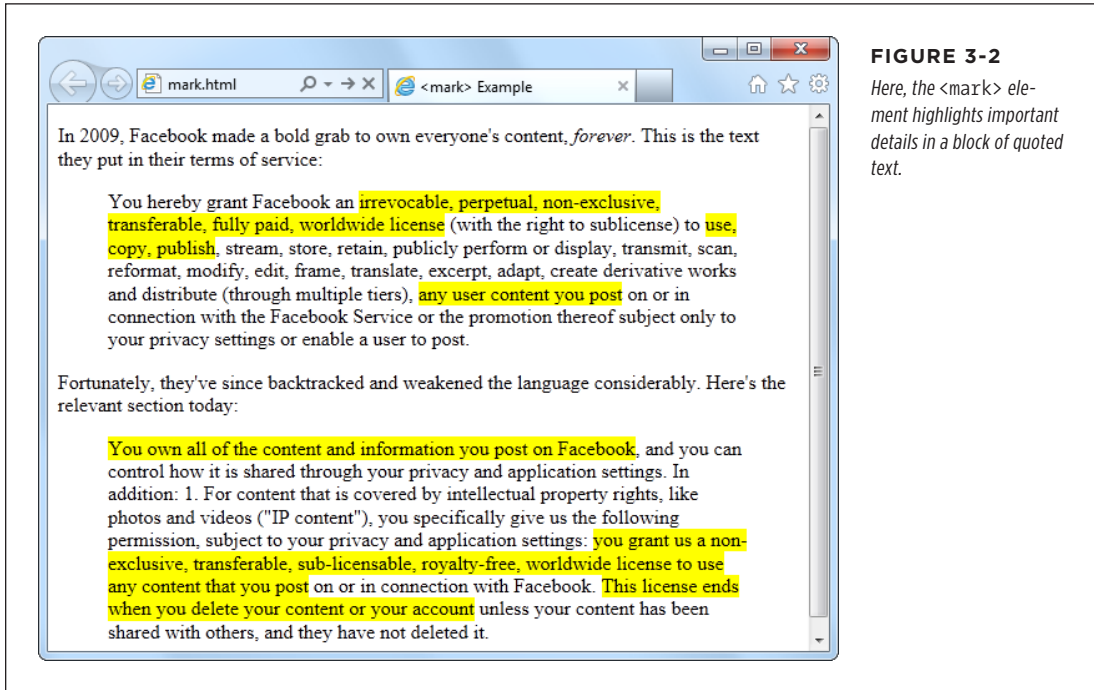 mark.html
<mark> Example
In 2009, Facebook made a bold grab to own everyone's content, forever. This is the text
they put in their terms of service:
You hereby grant Facebook an irrevocable, perpetual, non-exclusive,
transferable, fully paid, worldwide license (with the right to sublicense) to use,
copy, publish, stream, store, retain, publicly perform or display, transmit, scan,
reformat, modify, edit, frame, translate, excerpt, adapt, create derivative works
and distribute (through multiple tiers), any user content you post on or in
connection with the Facebook Service or the promotion thereof subject only to
your privacy settings or enable a user to post.
Fortunately, they've since backtracked and weakened the language considerably. Here's the
relevant section today:
You own all of the content and information you post on Facebook, and you can
control how it is shared through your privacy and application settings. In
addition: 1. For content that is covered by intellectual property rights, like
photos and videos ("IP content"), you specifically give us the following
permission, subject to your privacy and application settings: you grant us a non-
exclusive, transferable, sub-licensable, royalty-free, worldwide license to use
any content that you post on or in connection with Facebook. This license ends
when you delete your content or your account unless your content has been
shared with others, and they have not deleted it.
FIGURE 3-2
Here, the <mark> ele-
ment highlights important
details in a block of quoted
text.